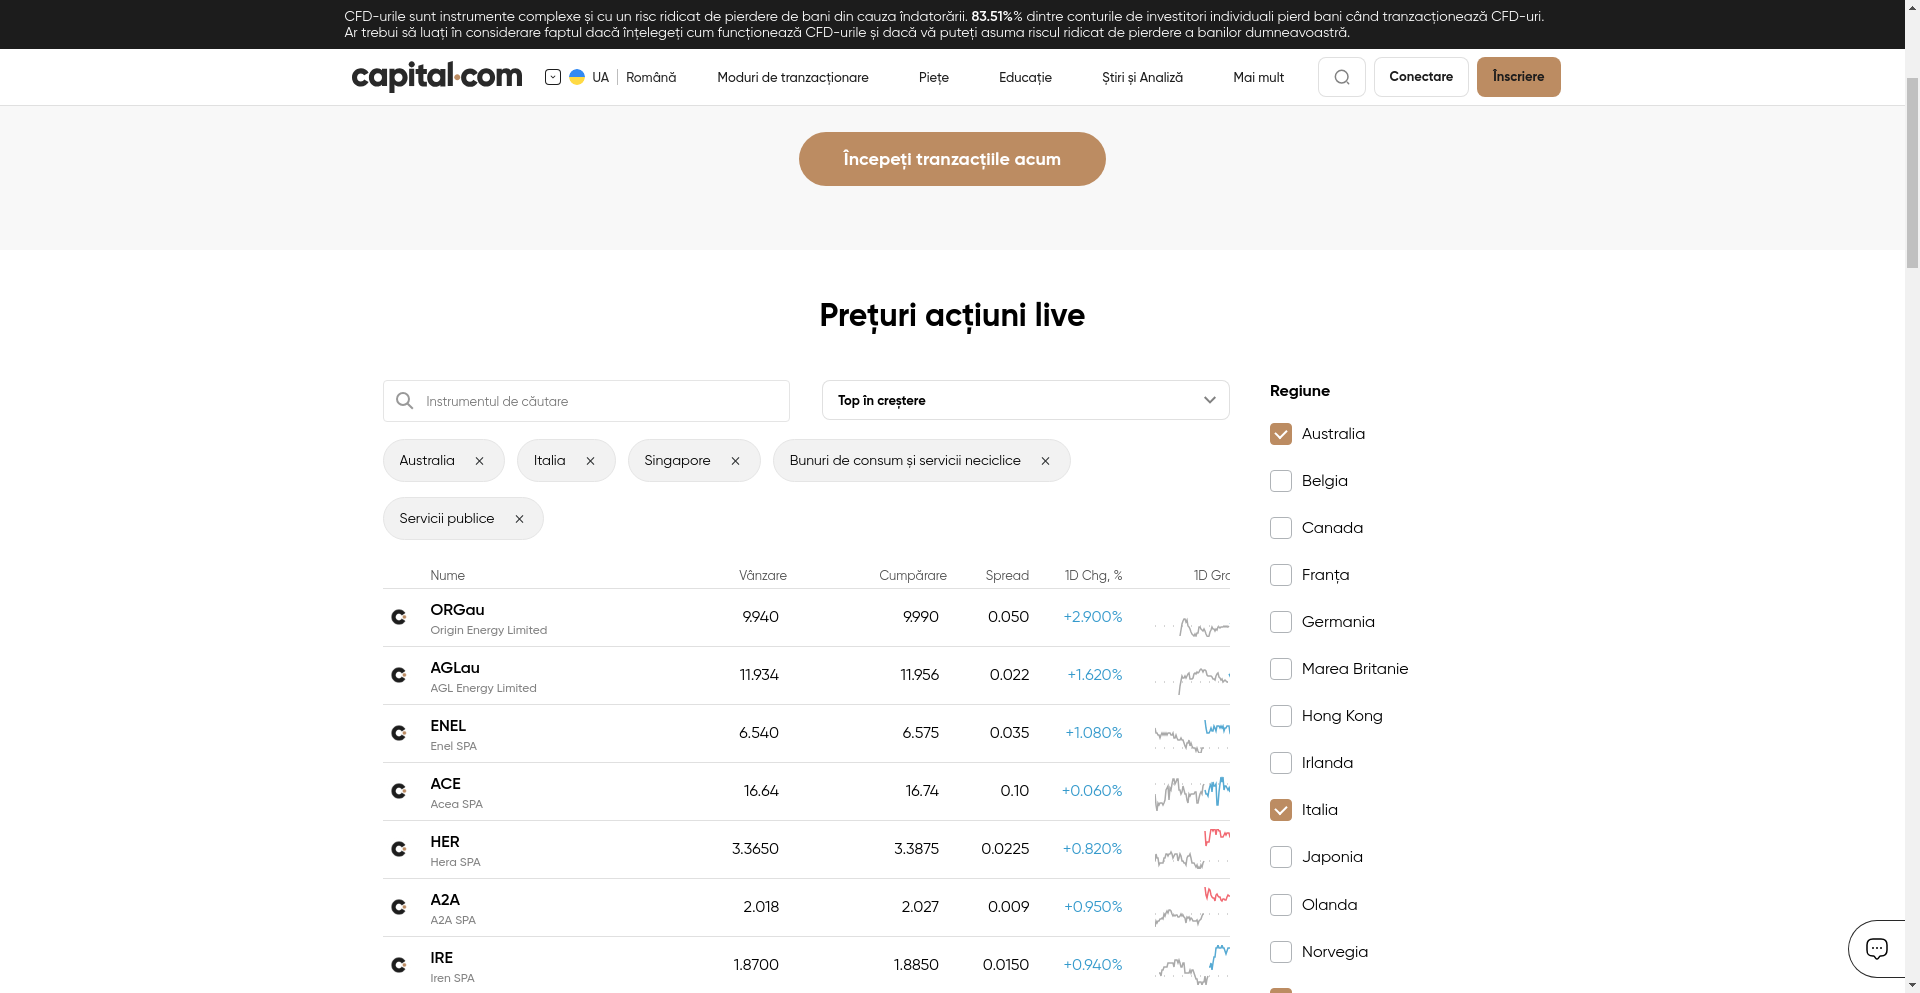 CFD-urile sunt instrumente complexe și cu un risc ridicat de pierdere de bani din cauza îndatorării. 83.51%% dintre conturile de investitori individuali pierd bani când tranzacționează CFD-uri.
Ar trebui să luați în considerare faptul dacă înțelegeți cum funcționează CFD-urile și dacă vă puteți asuma riscul ridicat de pierdere a banilor dumneavoastră.
capital.com UA Română Moduri de tranzacționare Piețe Educație Știri și Analiză Mai mult Conectare Înscriere
Începeți tranzacțiile acum
Prețuri acțiuni live
Instrumentul de căutare Top în creștere Regiune
Australia
Australia Italia Singapore Bunuri de consum și servicii neciclice
Belgia
Servicii publice
Canada
Nume Vânzare Cumpărare Spread 1D Chg, % 1D Gra
Franța
ORGau 9.940 9.990 0.050 +2.900%
Origin Energy Limited
Germania
AGLau 11.934 11.956 0.022 +1.620%
AGL Energy Limited
Marea Britanie
Hong Kong
ENEL 6.540 6.575 0.035 +1.080%
Enel SPA
Irlanda
ACE 16.64 16.74 0.10 +0.060%
Acea SPA
Italia
HER 3.3650 3.3875 0.0225 +0.820%
Hera SPA
Japonia
A2A 2.018 2.027 0.009 +0.950%
A2A SPA
Olanda
Norvegia
IRE 1.8700 1.8850 0.0150 +0.940%
Iren SPA